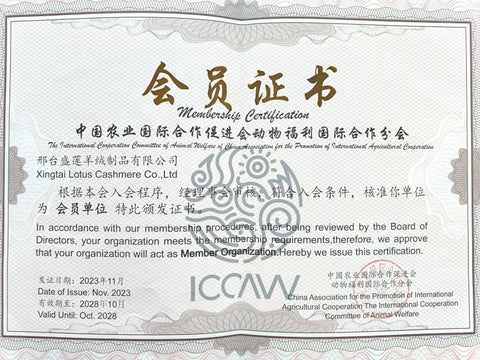 会员证书
Membership Certification
中国农业国际合作促进会动物福利国际合作分会
The International Cooperation Committee of Animal Welfare of China Association for the Promotion of International Agricultural Cooperation
邢台盛莲羊绒制品有限公司
Xingtai Lotus Cashmere Co.,Ltd
根据本会入会程序，经理事会审核，符合入会条件，核准你单位
为 会员单位 特此颁发证书。
In accordance with our membership procedures, after being reviewed by the Board of
Directors, your organization meets the membership requirements,therefore, we approve
that your organization will act as Member Organization.Hereby we issue this certification.
发证日期：2023年11月
Date of Issue: Nov. 2023
有效期至：2028年10月
Valid Until: Oct. 2028
ICCAW
中国农业国际合作促进会
动物福利国际合作分会
China Association for the Promotion of International
Agricultural Cooperation The International Cooperation
Committee of Animal Welfare